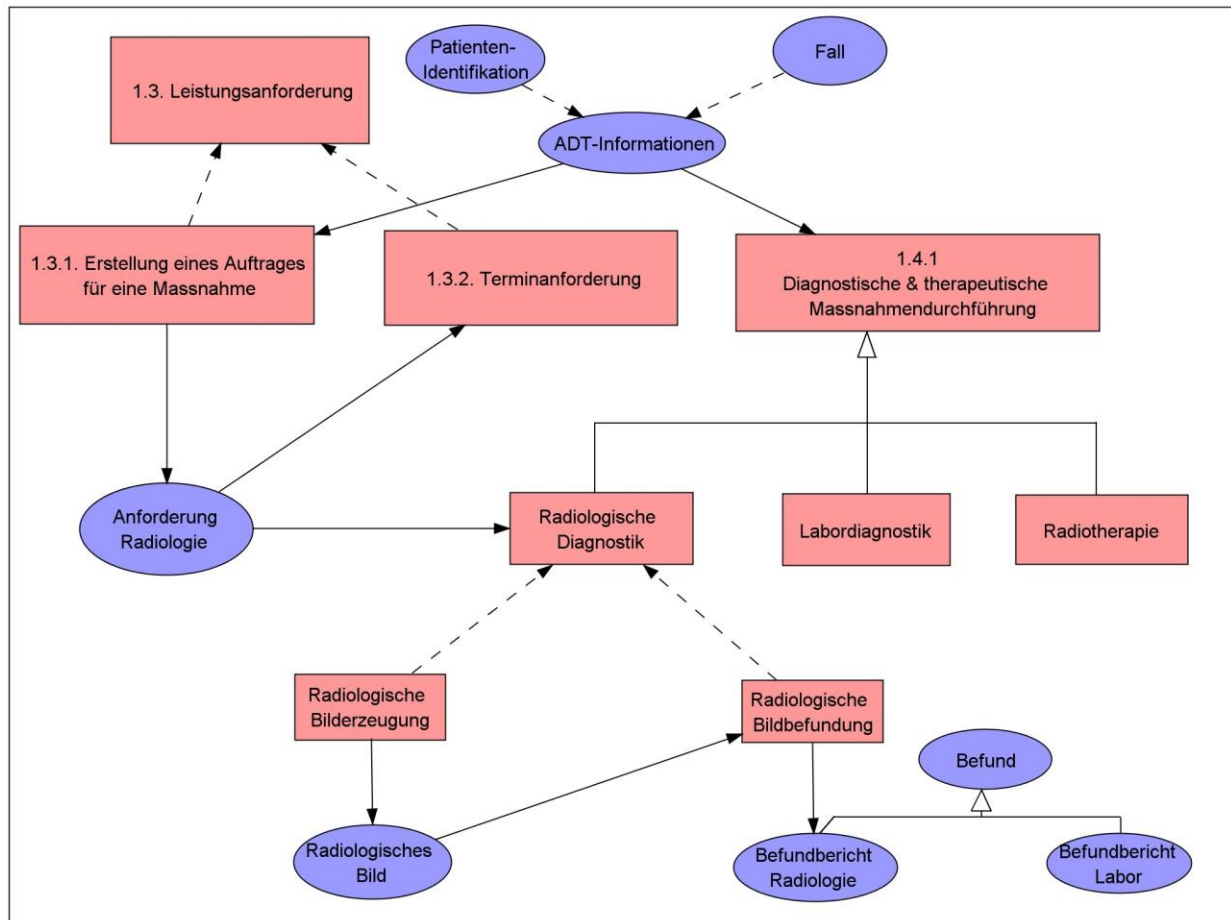 Patienten-
Identifikation
Fall
1.3. Leistungsanforderung
ADT-Informationen
1.3.1. Erstellung eines Auftrages
für eine Massnahme
1.3.2. Terminanforderung
1.4.1
Diagnostische & therapeutische
Massnahmendurchführung
Anforderung
Radiologie
Radiologische
Diagnostik
Labordiagnostik
Radiotherapie
Radiologische
Bilderzeugung
Radiologische
Bildbefundung
Befund
Radiologisches
Bild
Befundbericht
Radiologie
Befundbericht
Labor